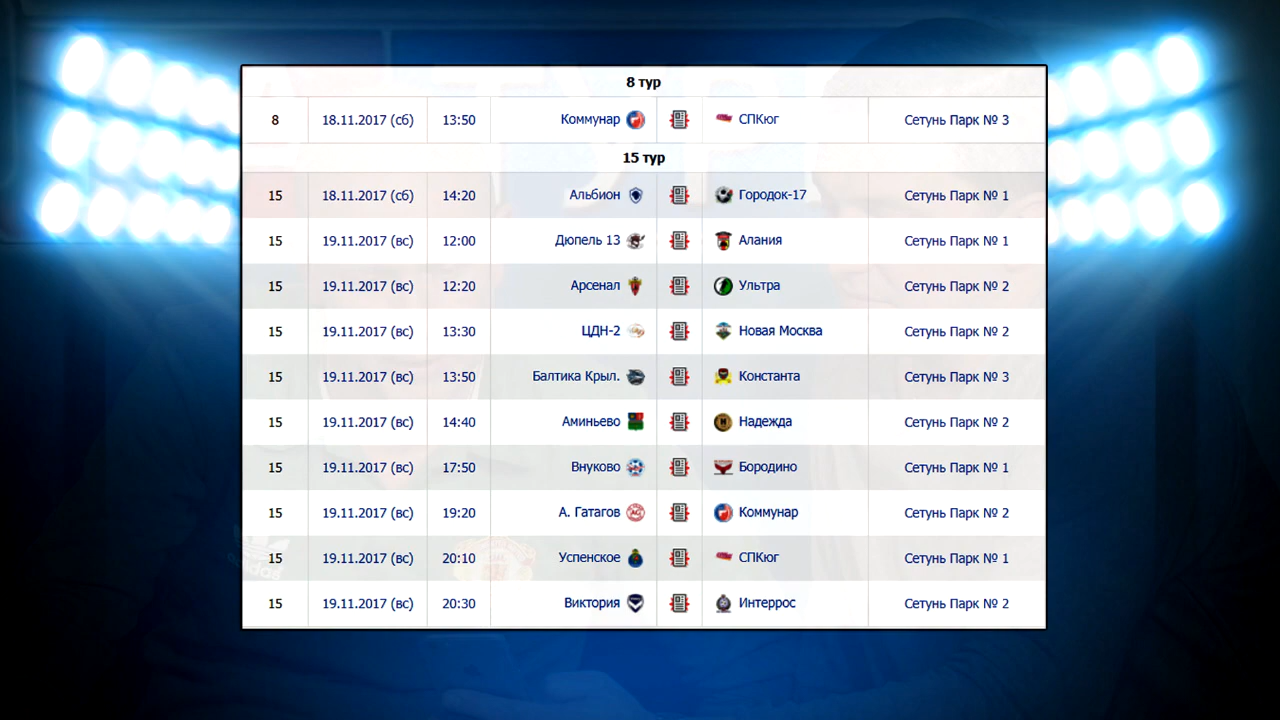 8 тур
8 18.11.2017 (сб) 13:50 Коммунар СПКюг Сетунь Парк № 3
15 тур
15 18.11.2017 (сб) 14:20 Альбион Городок-17 Сетунь Парк № 1
15 19.11.2017 (вс) 12:00 Дюпель 13 Алания Сетунь Парк № 1
15 19.11.2017 (вс) 12:20 Арсенал Ультра Сетунь Парк № 2
15 19.11.2017 (вс) 13:30 ЦДН-2 Новая Москва Сетунь Парк № 2
15 19.11.2017 (вс) 13:50 Балтика Крыл. Константа Сетунь Парк № 3
15 19.11.2017 (вс) 14:40 Аминьево Надежда Сетунь Парк № 2
15 19.11.2017 (вс) 17:50 Внуково Бородино Сетунь Парк № 1
15 19.11.2017 (вс) 19:20 А. Гатагов Коммунар Сетунь Парк № 2
15 19.11.2017 (вс) 20:10 Успенское СПКюг Сетунь Парк № 1
15 19.11.2017 (вс) 20:30 Виктория Интеррос Сетунь Парк № 2
adidas